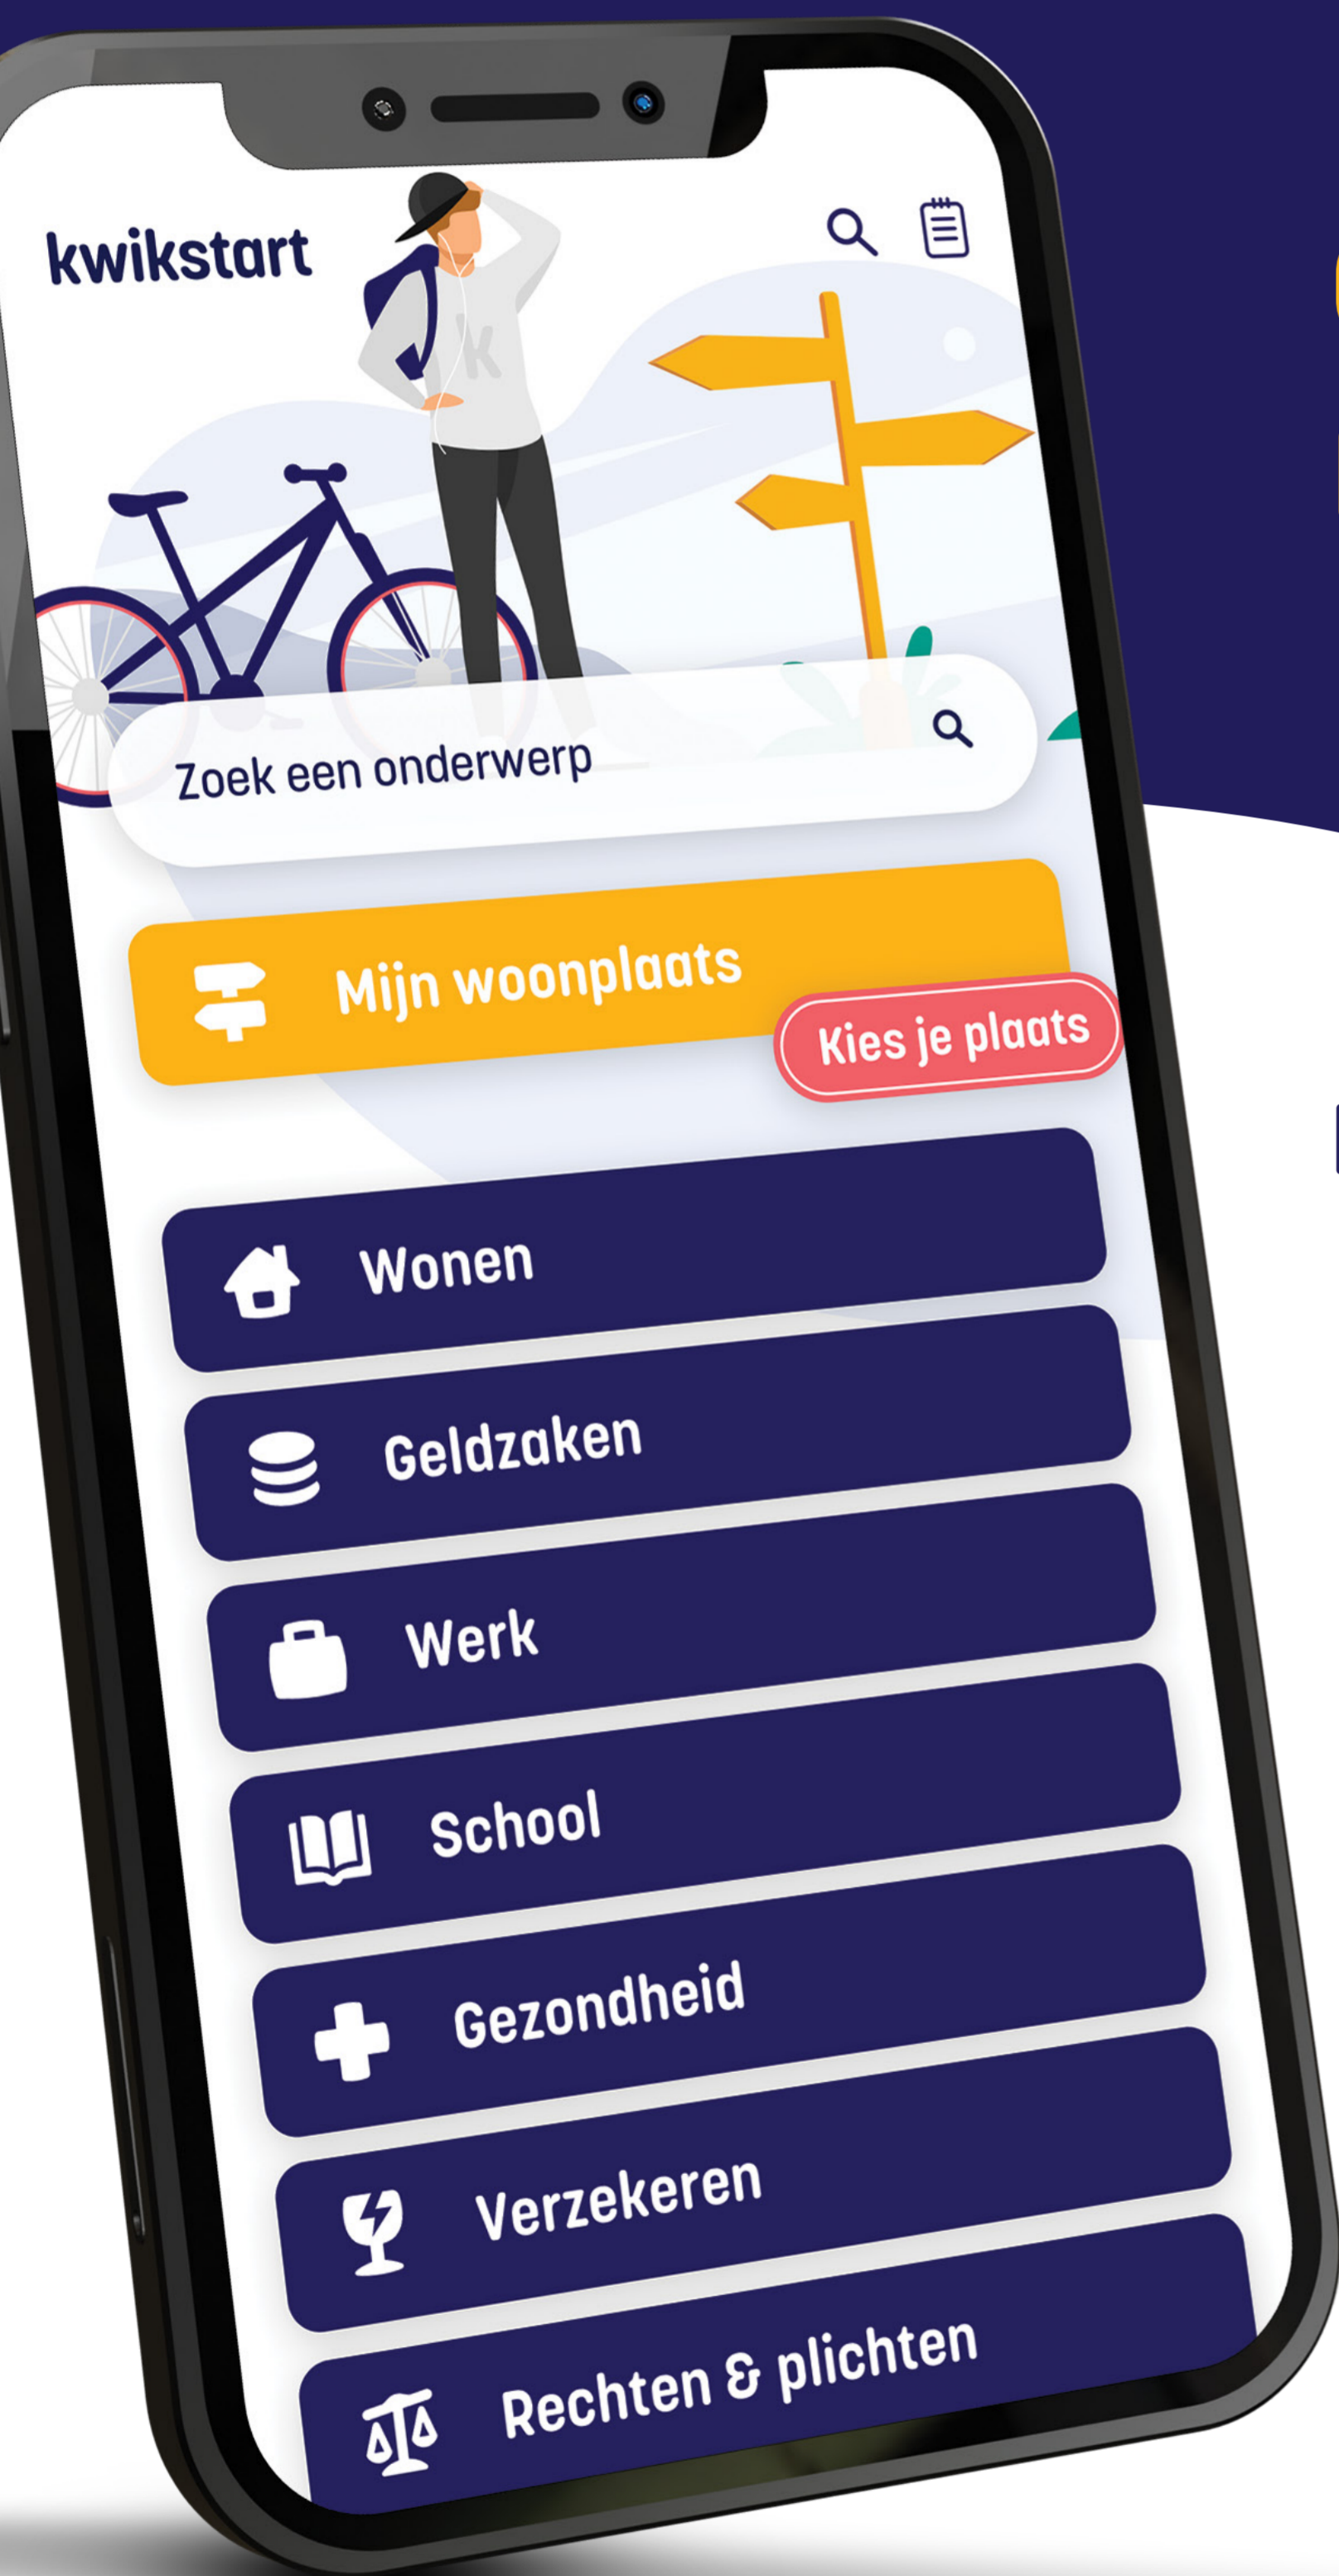 kwikstart
k
Zoek een onderwerp
Mijn woonplaats
Kies je plaats
Wonen
Geldzaken
Werk
School
Gezondheid
Verzekeren
Rechten & plichten